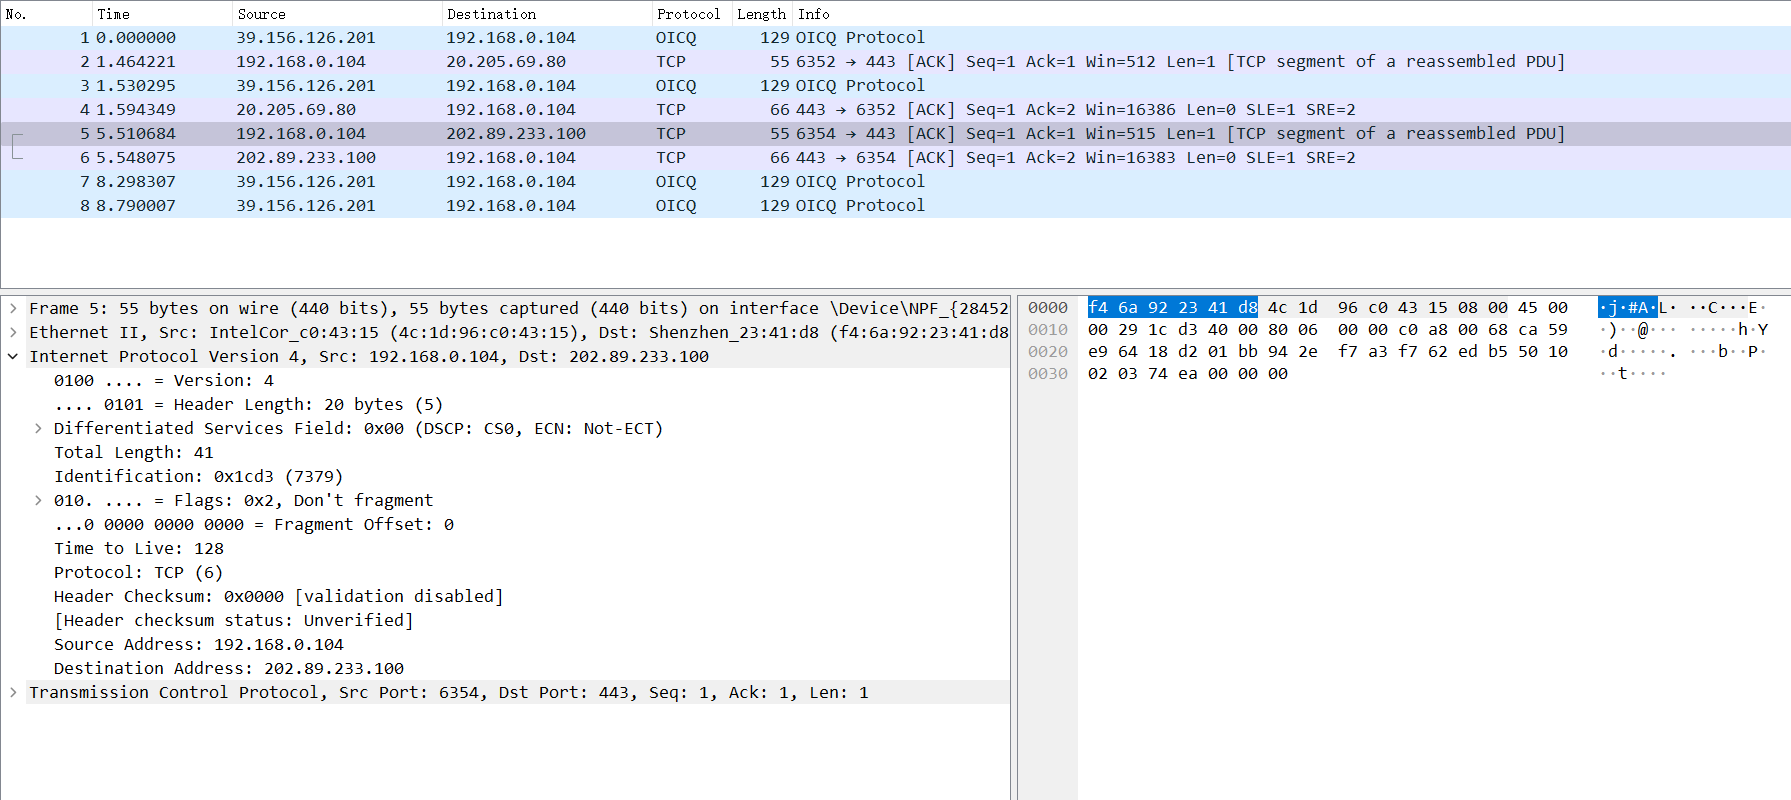 No. Time Source Destination Protocol Length Info
1 0.000000 39.156.126.201 192.168.0.104 OICQ 129 OICQ Protocol
2 1.464221 192.168.0.104 20.205.69.80 TCP 55 6352 → 443 [ACK] Seq=1 Ack=1 Win=512 Len=1 [TCP segment of a reassembled PDU]
3 1.530295 39.156.126.201 192.168.0.104 OICQ 129 OICQ Protocol
4 1.594349 20.205.69.80 192.168.0.104 TCP 66 443 → 6352 [ACK] Seq=1 Ack=2 Win=16386 Len=0 SLE=1 SRE=2
5 5.510684 192.168.0.104 202.89.233.100 TCP 55 6354 → 443 [ACK] Seq=1 Ack=1 Win=515 Len=1 [TCP segment of a reassembled PDU]
6 5.548075 202.89.233.100 192.168.0.104 TCP 66 443 → 6354 [ACK] Seq=1 Ack=2 Win=16383 Len=0 SLE=1 SRE=2
7 8.298307 39.156.126.201 192.168.0.104 OICQ 129 OICQ Protocol
8 8.790007 39.156.126.201 192.168.0.104 OICQ 129 OICQ Protocol
Frame 5: 55 bytes on wire (440 bits), 55 bytes captured (440 bits) on interface \Device\NPF_{28452
Ethernet II, Src: IntelCor_c0:43:15 (4c:1d:96:c0:43:15), Dst: Shenzhen_23:41:d8 (f4:6a:92:23:41:d8
Internet Protocol Version 4, Src: 192.168.0.104, Dst: 202.89.233.100
0100 .... = Version: 4
.... 0101 = Header Length: 20 bytes (5)
Differentiated Services Field: 0x00 (DSCP: CS0, ECN: Not-ECT)
Total Length: 41
Identification: 0x1cd3 (7379)
010. .... = Flags: 0x2, Don't fragment
...0 0000 0000 0000 = Fragment Offset: 0
Time to Live: 128
Protocol: TCP (6)
Header Checksum: 0x0000 [validation disabled]
[Header checksum status: Unverified]
Source Address: 192.168.0.104
Destination Address: 202.89.233.100
Transmission Control Protocol, Src Port: 6354, Dst Port: 443, Seq: 1, Ack: 1, Len: 1
0000 f4 6a 92 23 41 d8 4c 1d 96 c0 43 15 08 00 45 00 ·j·#A·L· ··C···E·
0010 00 29 1c d3 40 00 80 06 00 00 c0 a8 00 68 ca 59 ·)··@··· ·····h·Y
0020 e9 64 18 d2 01 bb 94 2e f7 a3 f7 62 ed b5 50 10 ·d·····. ···b··P·
0030 02 03 74 ea 00 00 00 ··t····